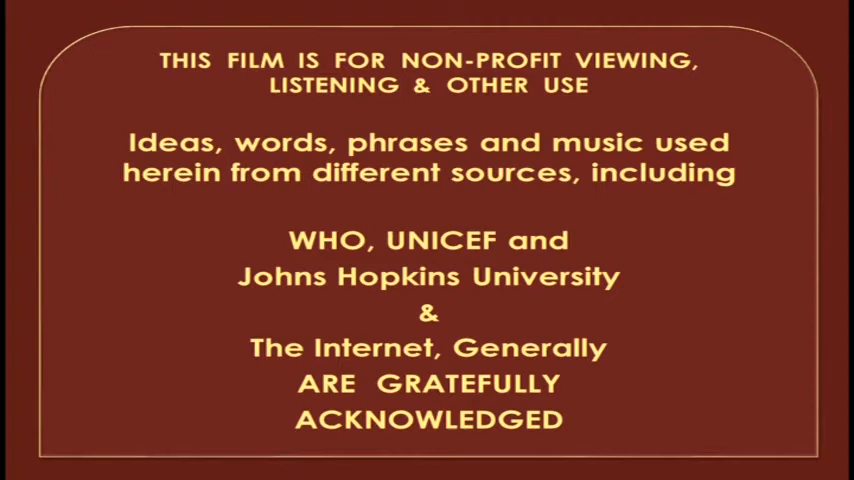 THIS FILM IS FOR NON-PROFIT VIEWING,
LISTENING & OTHER USE
Ideas, words, phrases and music used
herein from different sources, including
WHO, UNICEF and
Johns Hopkins University
&
The Internet, Generally
ARE GRATEFULLY
ACKNOWLEDGED